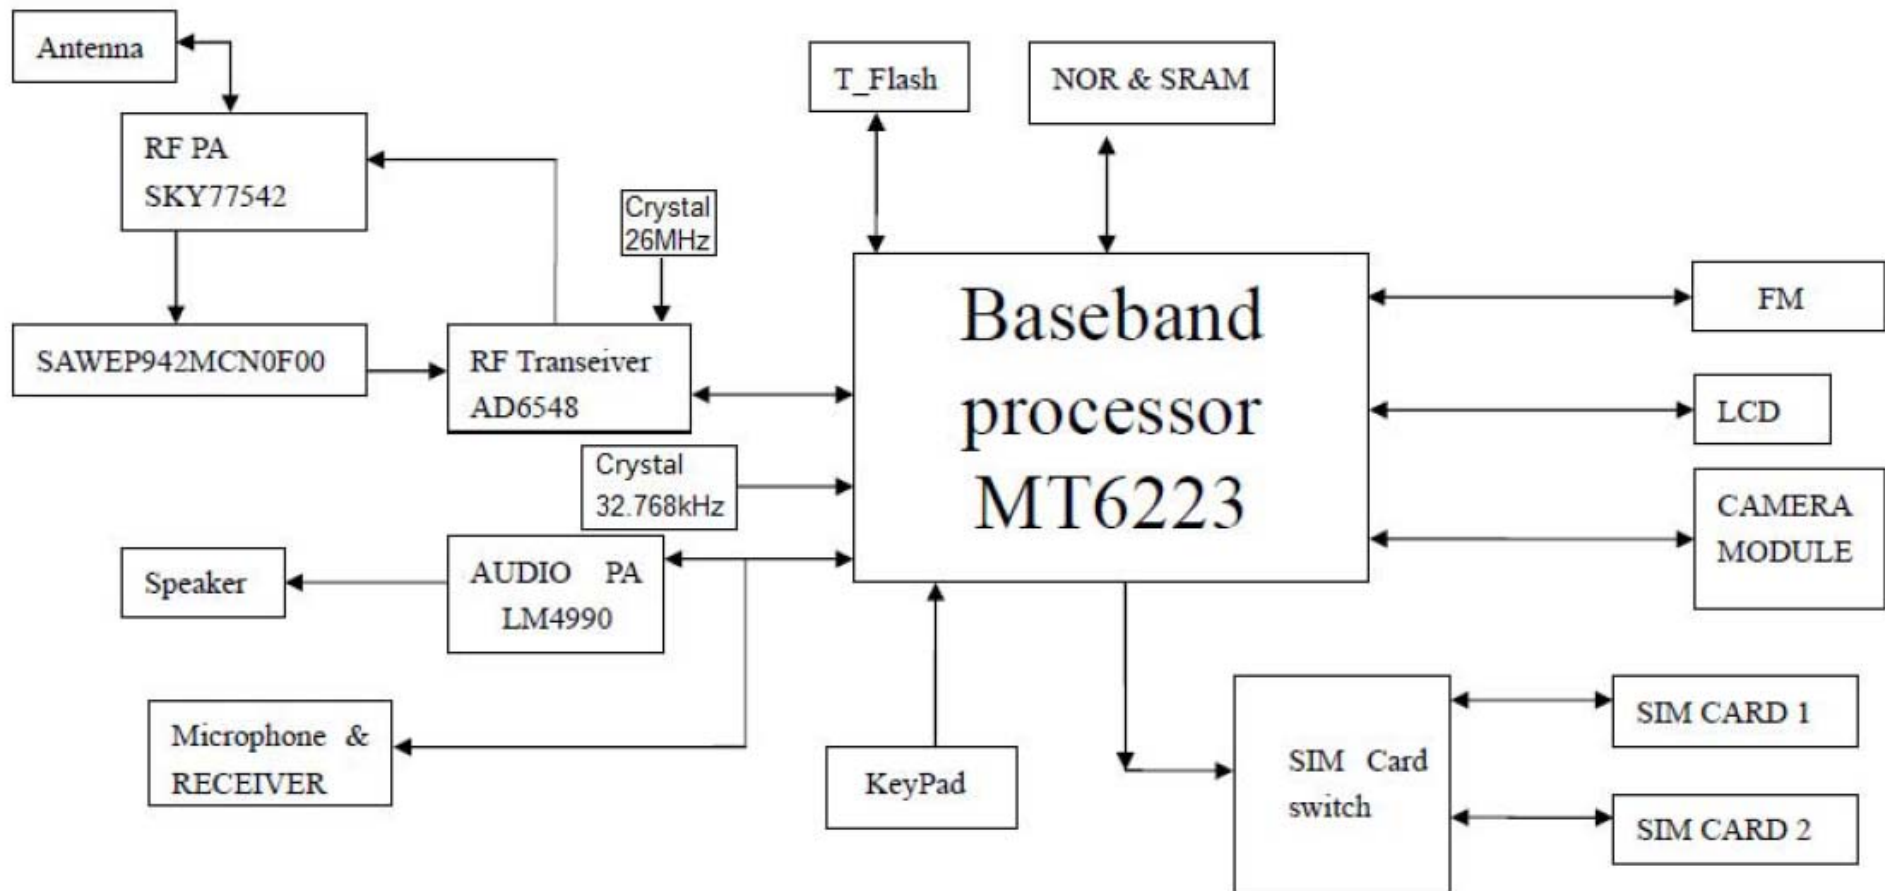 Antenna
T_Flash
NOR & SRAM
RF PA
SKY77542
Crystal
26MHz
Baseband
processor
MT6223
FM
SAWEP942MCN0F00
RF Transeiver
AD6548
LCD
Crystal
32.768kHz
CAMERA
MODULE
Speaker
AUDIO PA
LM4990
Microphone &
RECEIVER
KeyPad
SIM Card
switch
SIM CARD 1
SIM CARD 2